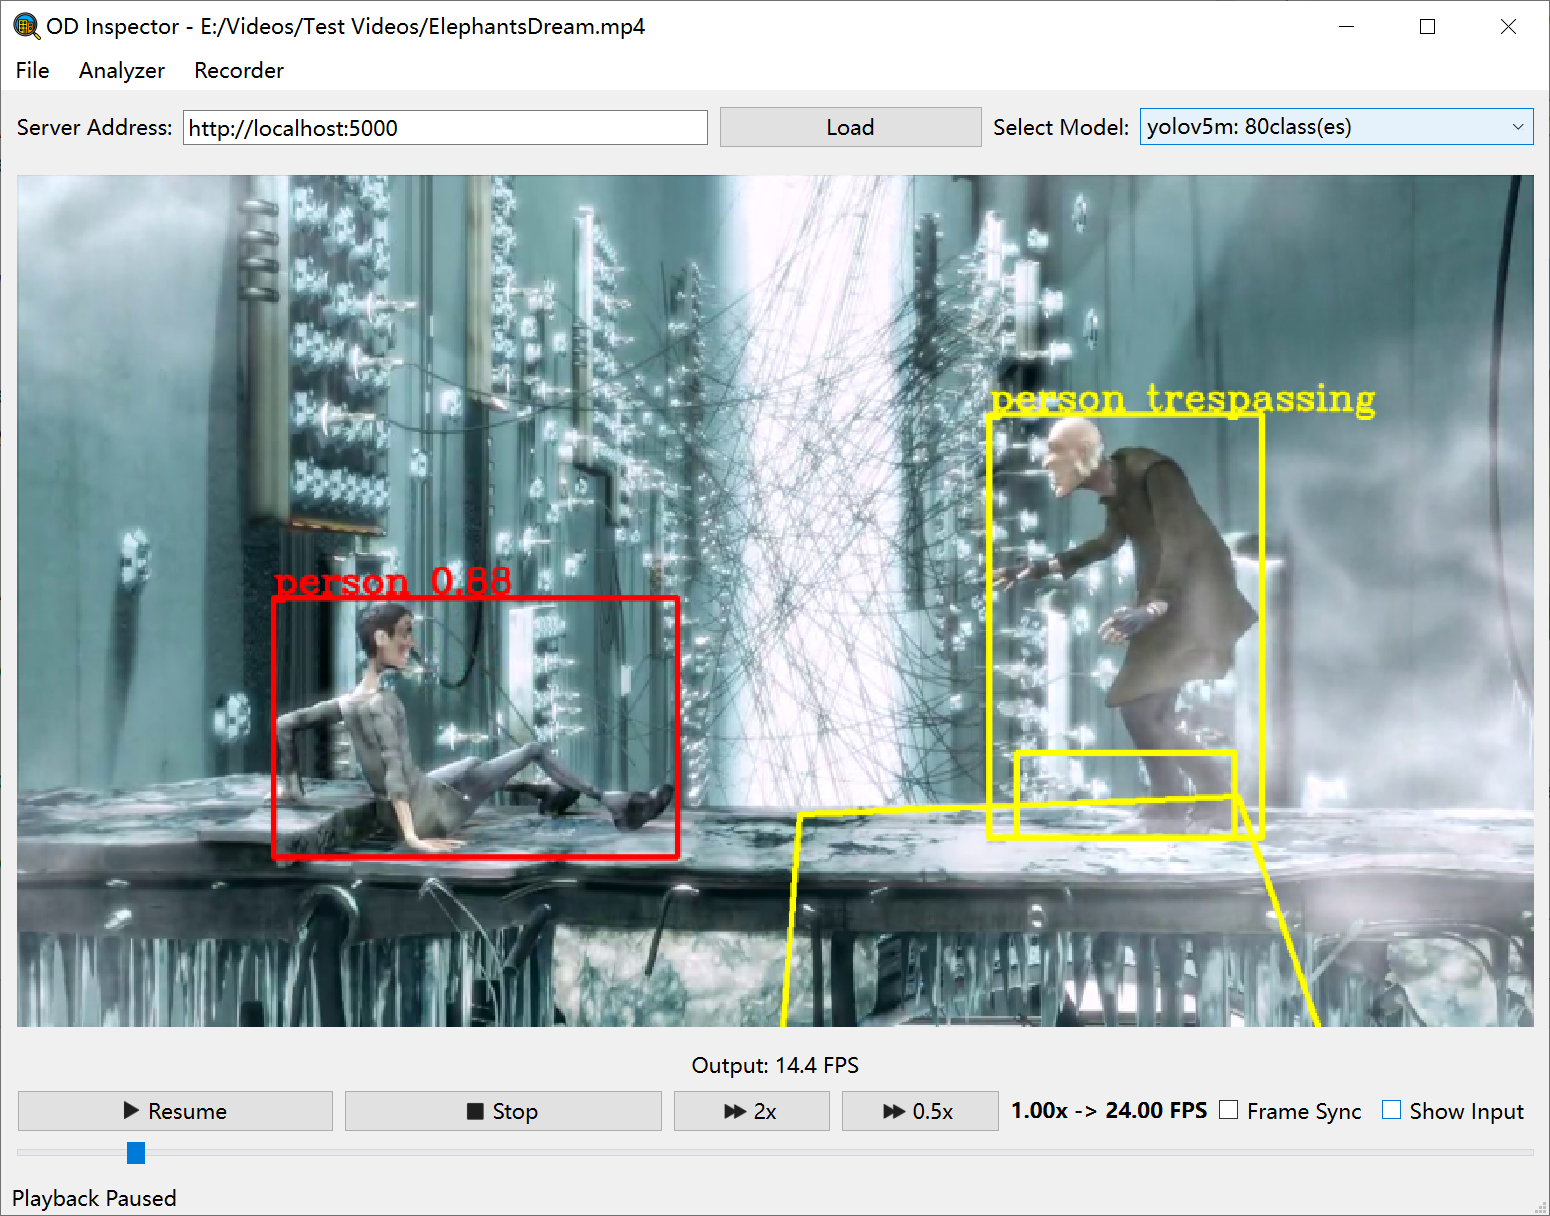 OD Inspector - E:/Videos/Test Videos/ElephantsDream.mp4
File Analyzer Recorder
Server Address: http://localhost:5000 Load Select Model: yolov5m: 80class(es)
person trespassing
person 0.88
Output: 14.4 FPS
Resume Stop 2x 0.5x 1.00x -> 24.00 FPS Frame Sync Show Input
Playback Paused